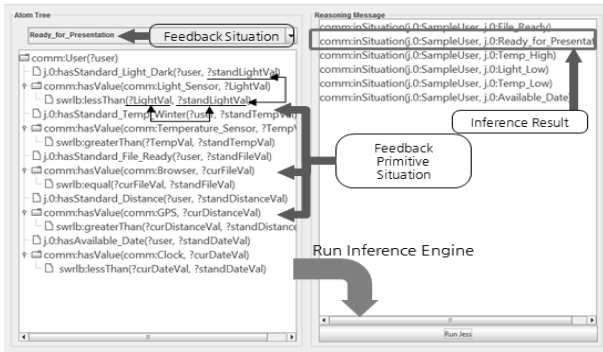 Atom Tree
Ready_for_Presentation
Feedback Situation
comm:User(?user)
j.0:hasStandard_Light_Dark(?user, ?standLightVal)
comm:hasValue(comm:Light_Sensor, ?LightVal)
swrlb:lessThan(?LightVal, ?standLightVal)
j.0:hasStandard_Temp_Winter(?user, ?standTempVal)
comm:hasValue(comm:Temperature_Sensor, ?TempV
swrlb:greaterThan(?TempVal, ?standTempVal)
j.0:hasStandard_File_Ready(?user, ?standFileVal)
comm:hasValue(comm:Browser, ?curFileVal)
swrlb:equal(?curFileVal, ?standFileVal)
j.0:hasStandard_Distance(?user, ?standDistanceVal)
comm:hasValue(comm:GPS, ?curDistanceVal)
swrlb:greaterThan(?curDistanceVal, ?standDistance
j.0:hasAvailable_Date(?user, ?standDateVal)
comm:hasValue(comm:Clock, ?curDateVal)
swrlb:lessThan(?curDateVal, ?standDateVal)
Reasoning Message
comm:inSituation(j.0:SampleUser, j.0:File_Ready)
comm:inSituation(j.0:SampleUser, j.0:Ready_for_Presentat
comm:inSituation(j.0:SampleUser, j.0:Temp_High)
comm:inSituation(j.0:SampleUser, j.0:Light_Low)
comm:inSituation(j.0:SampleUser, j.0:Temp_Low)
comm:inSituation(j.0:SampleUser, j.0:Available_Date)
Inference Result
Feedback
Primitive
Situation
Run Inference Engine
Run Jess